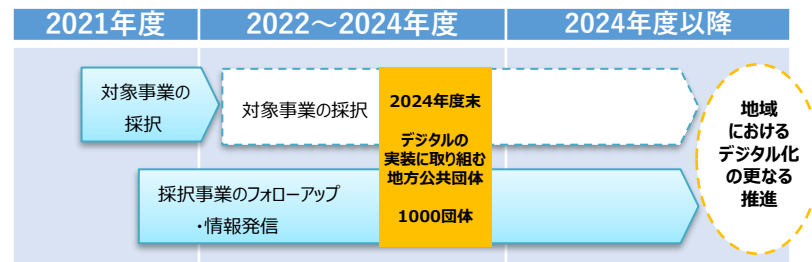 2021年度
2022～2024年度
2024年度以降
対象事業の
採択
対象事業の採択
2024年度末
デジタルの
実装に取り組む
地方公共団体
1000団体
地域
における
デジタル化
の更なる
推進
採択事業のフォローアップ
・情報発信